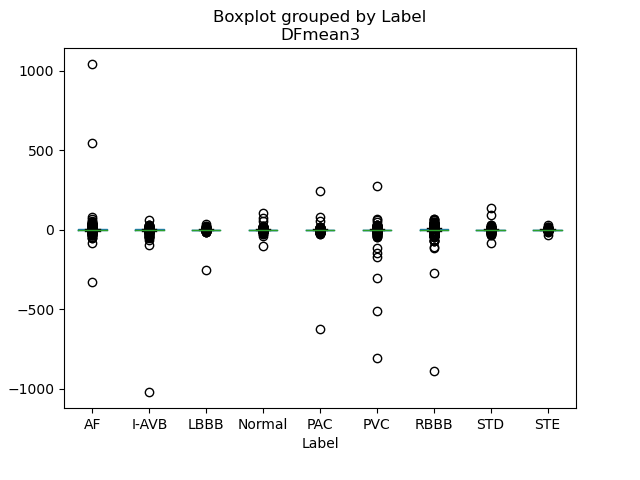 Boxplot grouped by Label
DFmean3
1000
500
0
−500
−1000
AF I-AVB LBBB Normal PAC PVC RBBB STD STE
Label